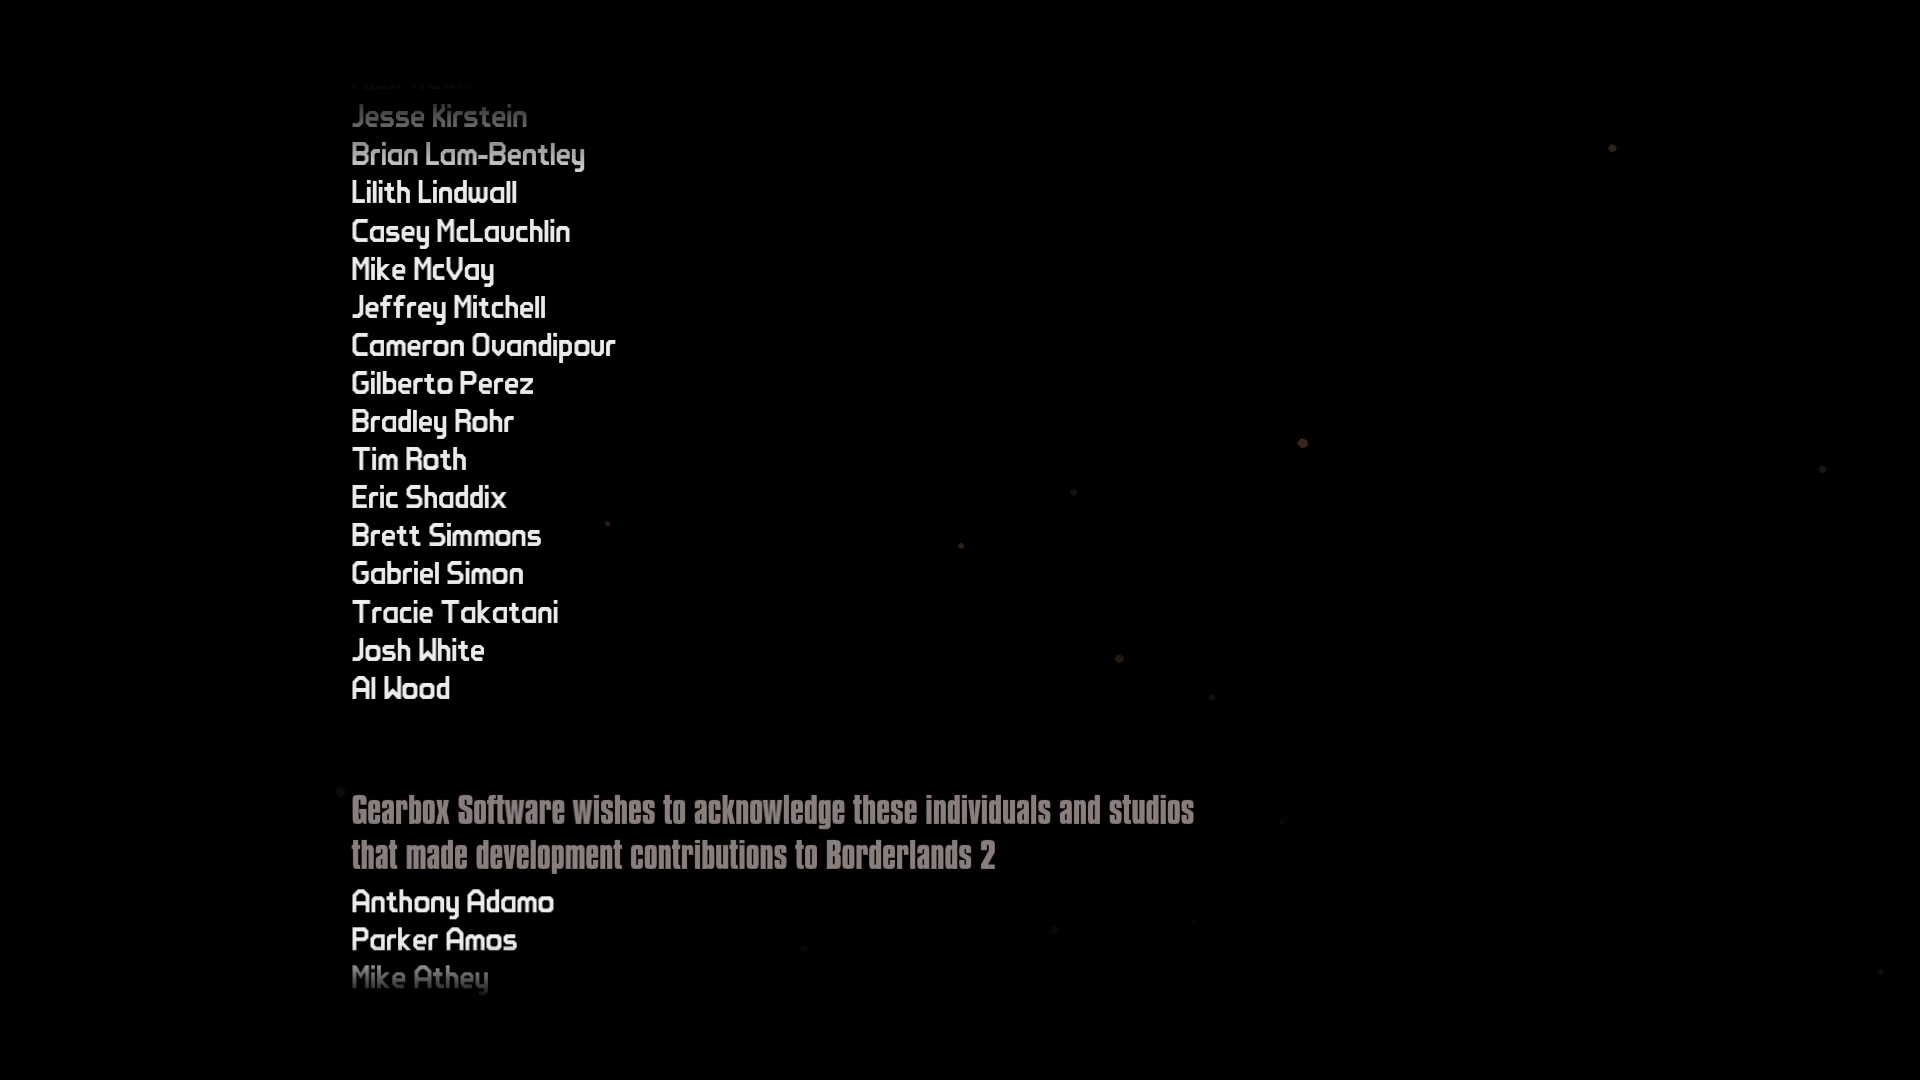 Jesse Kirstein
Brian Lam-Bentley
Lilith Lindwall
Casey McLauchlin
Mike McVay
Jeffrey Mitchell
Cameron Ovandipour
Gilberto Perez
Bradley Rohr
Tim Roth
Eric Shaddix
Brett Simmons
Gabriel Simon
Tracie Takatani
Josh White
Al Wood
Gearbox Software wishes to acknowledge these individuals and studios
that made development contributions to Borderlands 2
Anthony Adamo
Parker Amos
Mike Athey